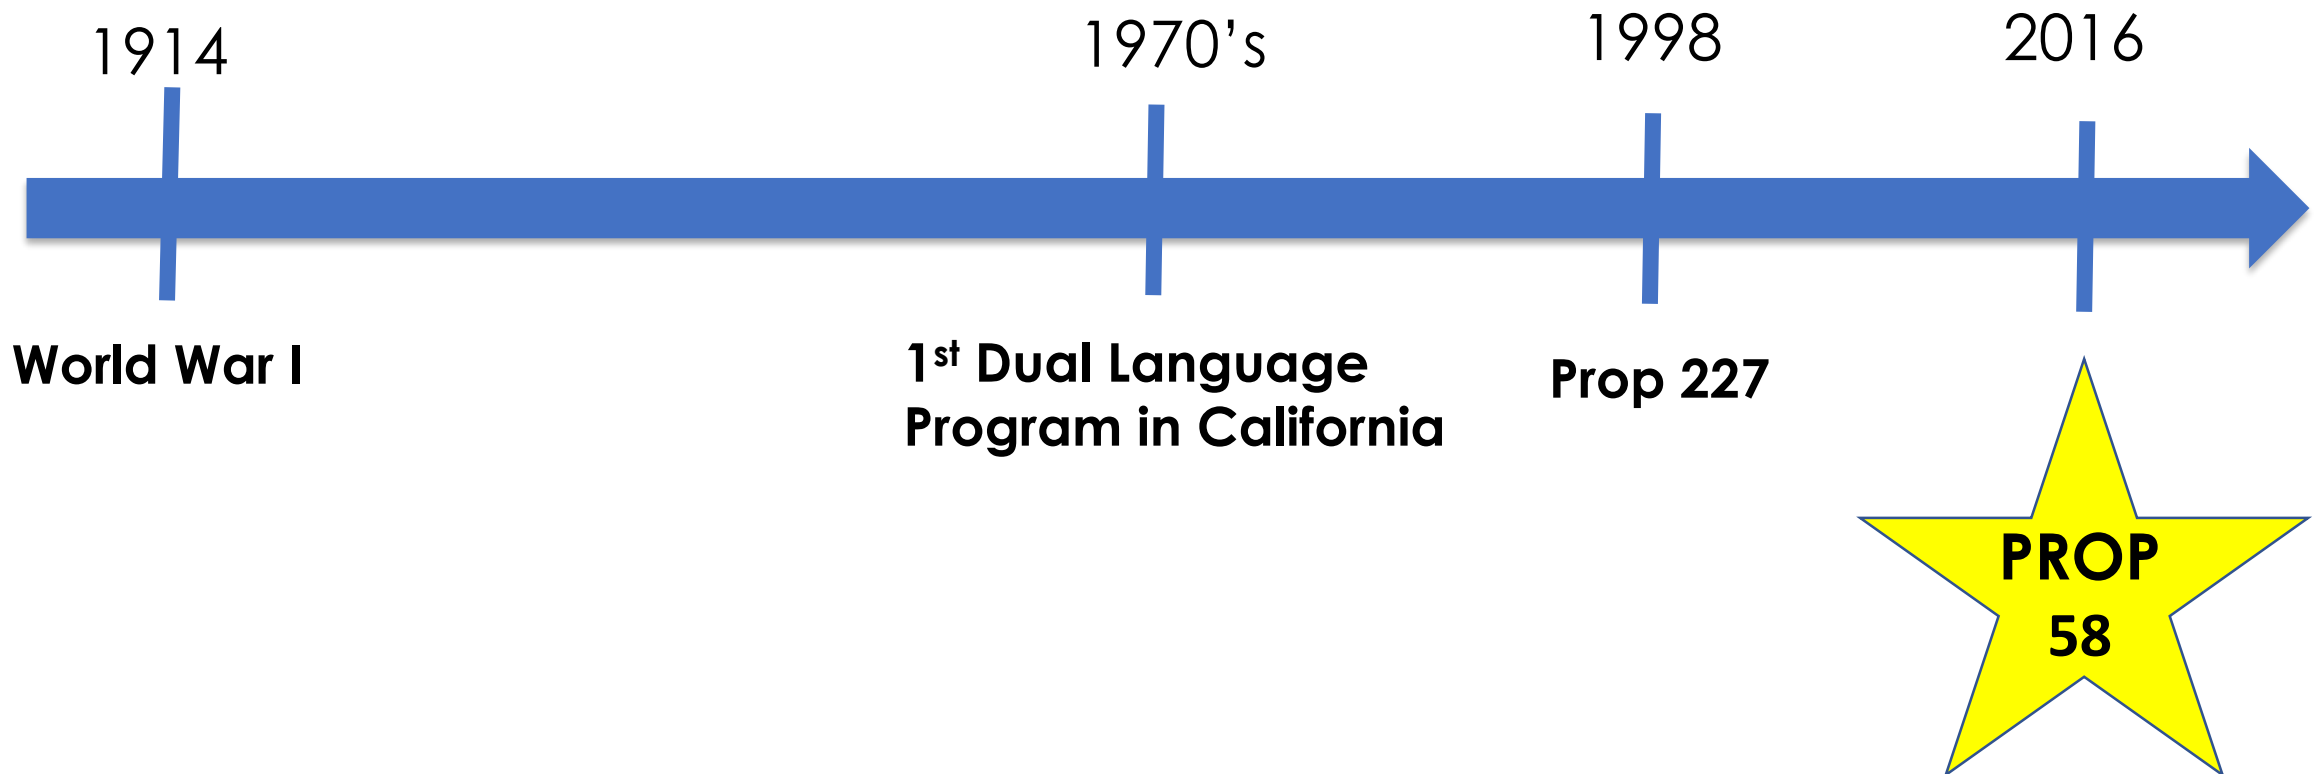 1914
1970’s
1998
2016
World War I
1st Dual Language
Program in California
Prop 227
PROP
58